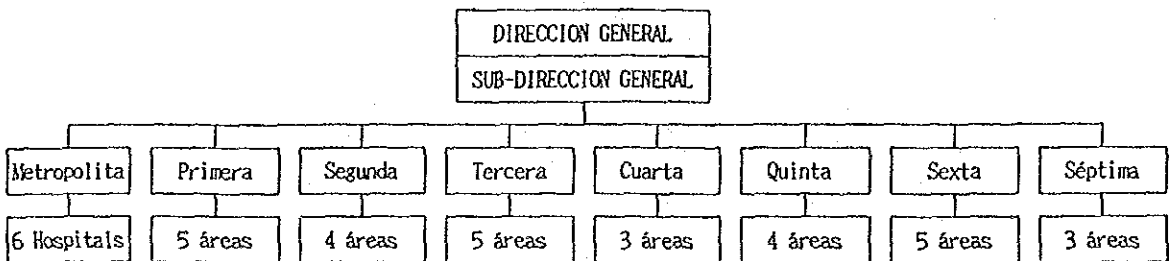 DIRECCION GENERAL
SUB-DIRECCION GENERAL
Metropolita Primera Segunda Tercera Cuarta Quinta Sexta Séptima
6 Hospitals 5 áreas 4 áreas 5 áreas 3 áreas 4 áreas 5 áreas 3 áreas